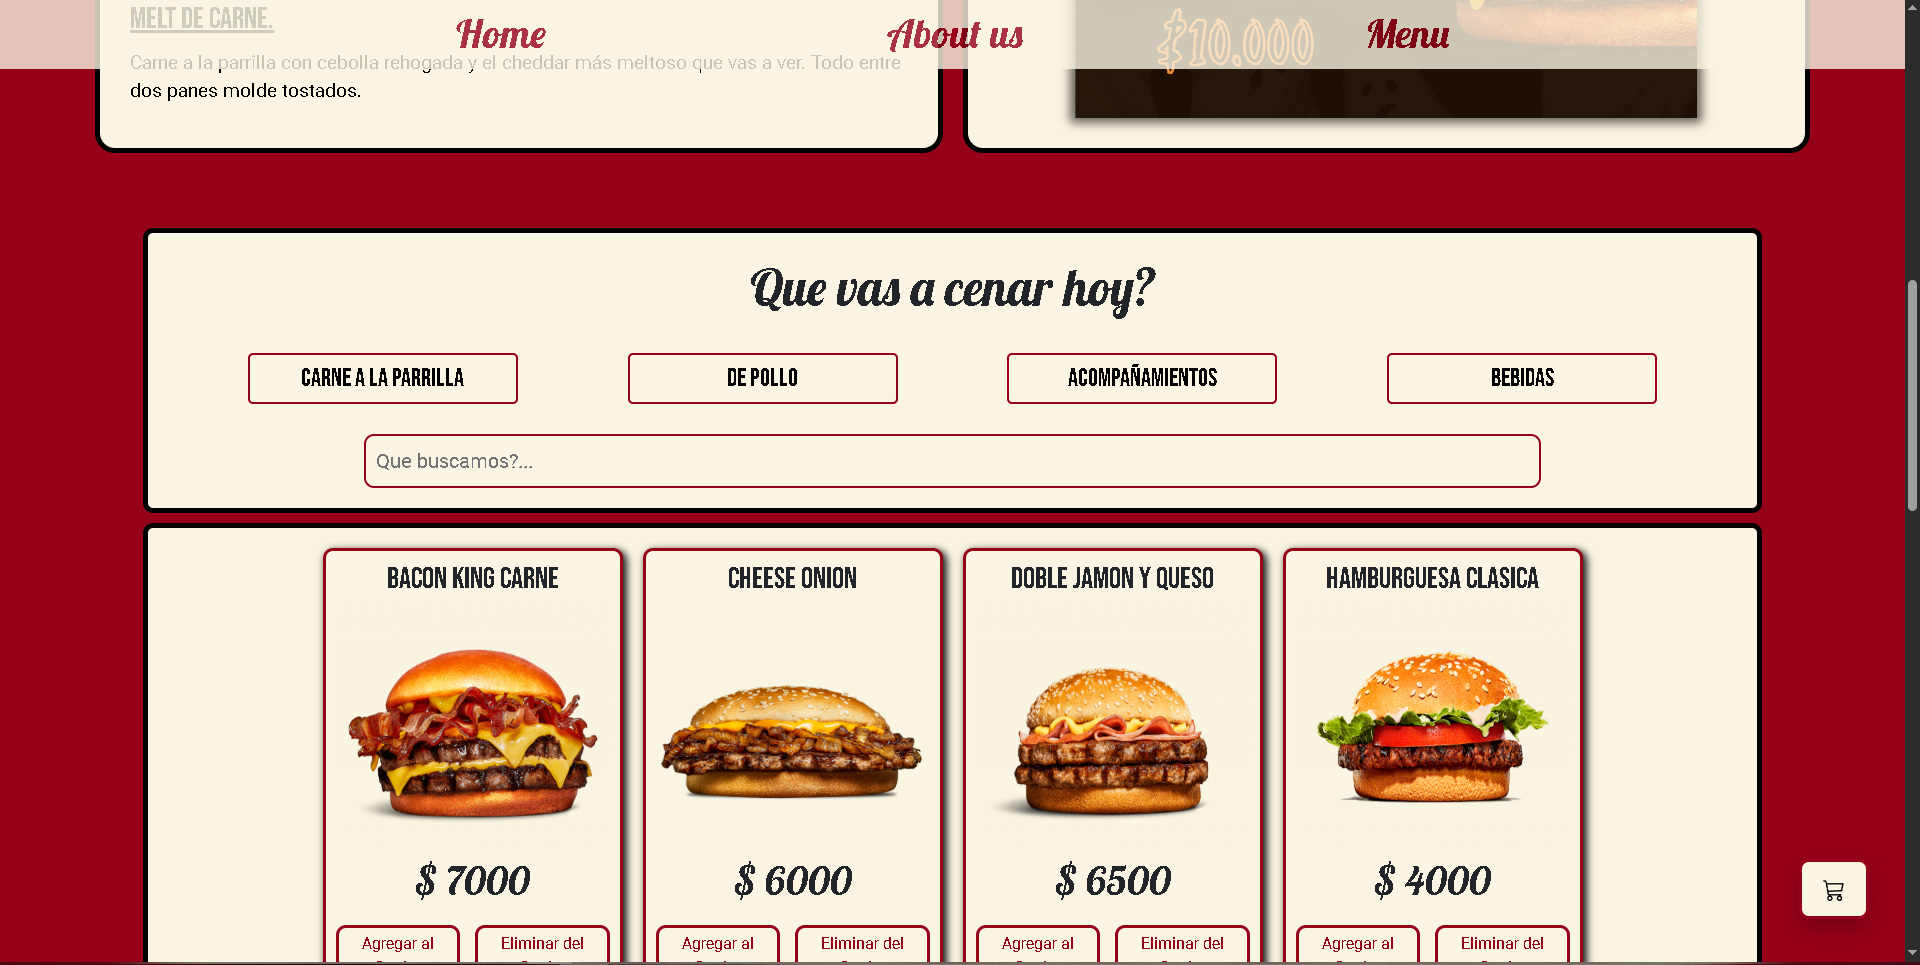 MELT DE CARNE.
Home
About us
Menu
$10.000
Carne a la parrilla con cebolla rehogada y el cheddar más meltoso que vas a ver. Todo entre
dos panes molde tostados.
Que vas a cenar hoy?
CARNE A LA PARRILLA
DE POLLO
ACOMPAÑAMIENTOS
BEBIDAS
Que buscamos?...
BACON KING CARNE
CHEESE ONION
DOBLE JAMON Y QUESO
HAMBURGUESA CLASICA
$ 7000
$ 6000
$ 6500
$ 4000
Agregar al
Eliminar del
Agregar al
Eliminar del
Agregar al
Eliminar del
Agregar al
Eliminar del